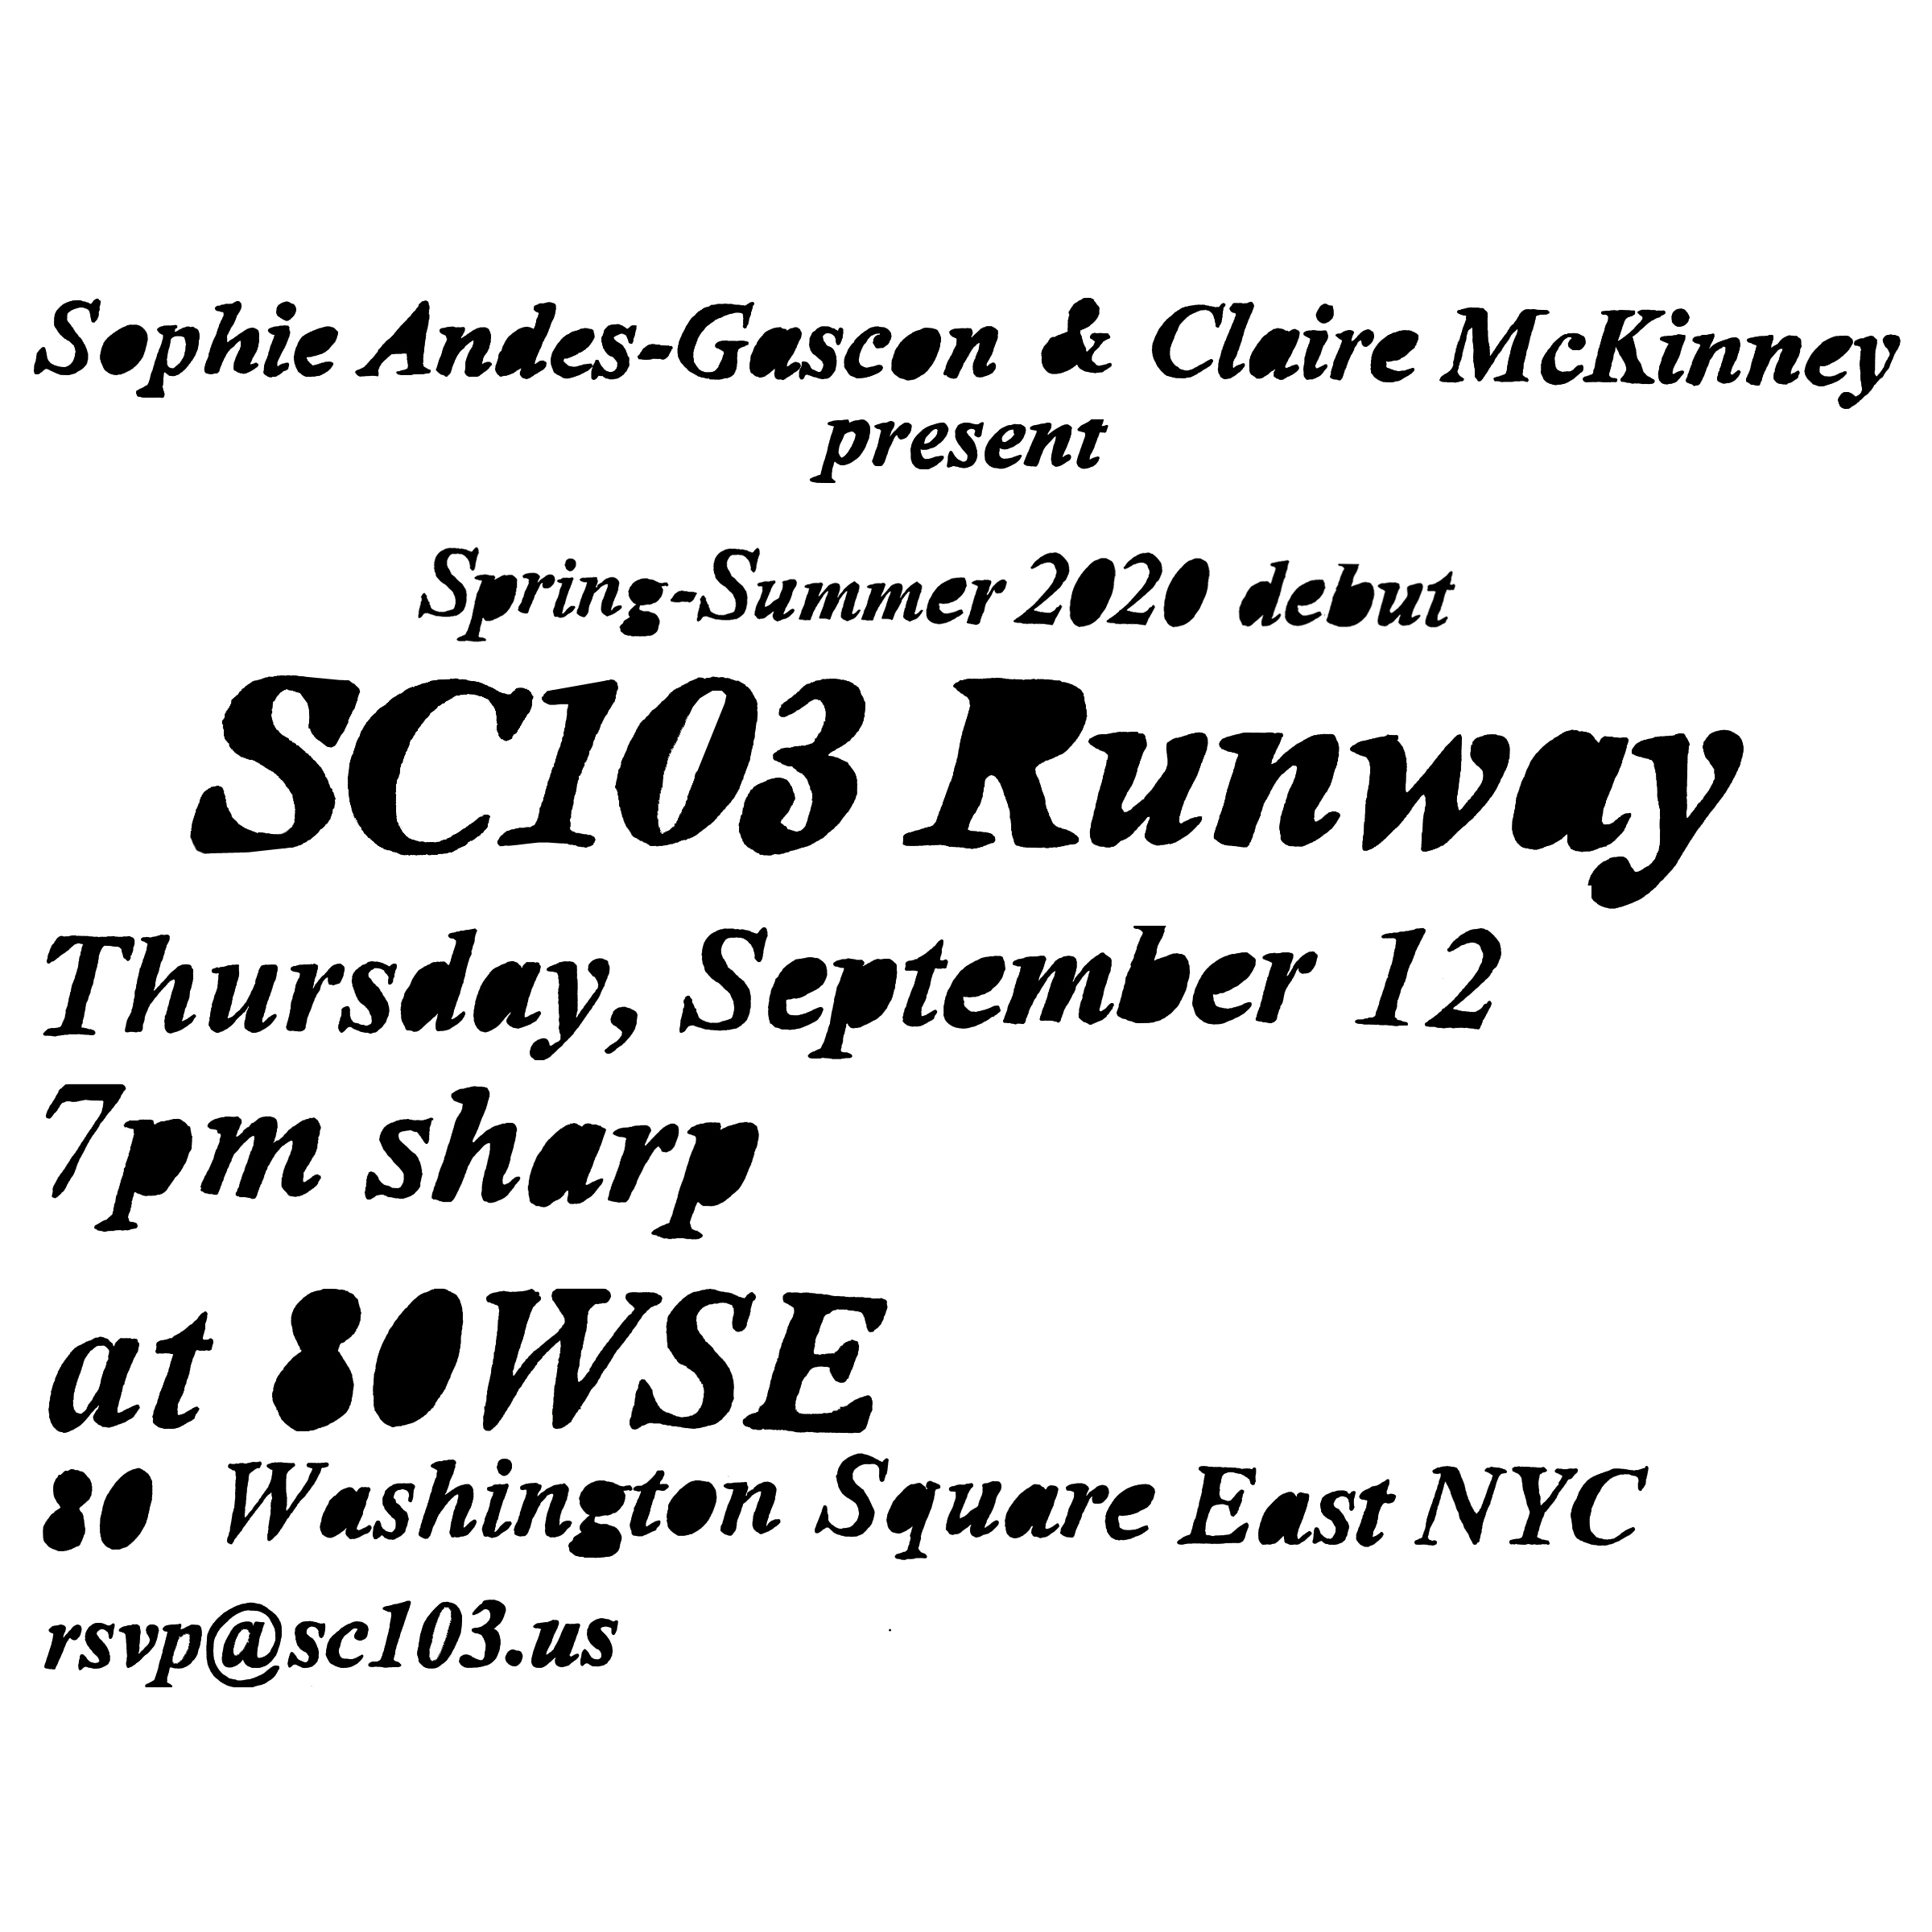 Sophie Andes-Gascon & Claire McKinney
present
Spring-Summer 2020 debut
SC103 Runway
Thursday, September 12
7pm sharp
at 80WSE
80 Washington Square East NYC
rsvp@sc103.us